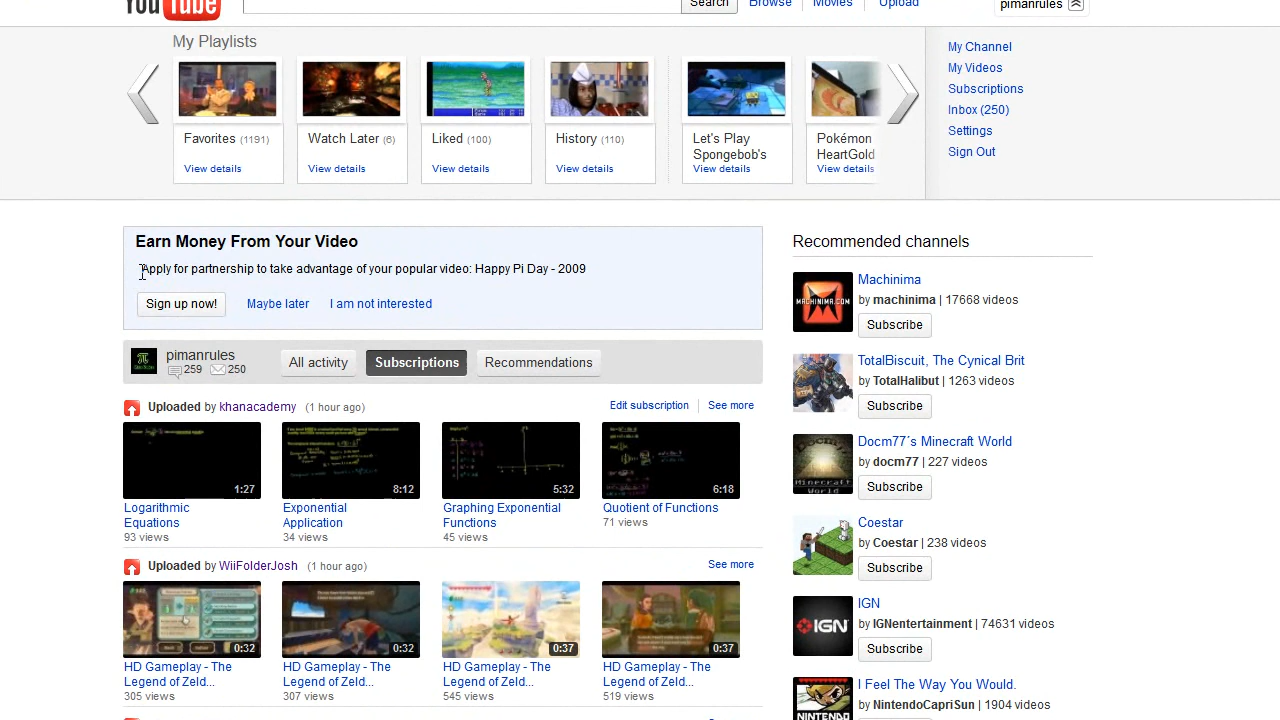 YouTube
Search
Browse
Movies
Upload
pimanrules
My Playlists
Favorites (1191)
View details
Watch Later (6)
View details
Liked (100)
View details
History (110)
View details
Let's Play
Spongebob's
View details
Pokémon
HeartGold
View details
My Channel
My Videos
Subscriptions
Inbox (250)
Settings
Sign Out
Earn Money From Your Video
Apply for partnership to take advantage of your popular video: Happy Pi Day - 2009
Sign up now! Maybe later I am not interested
pimanrules
259 250
All activity Subscriptions Recommendations
Uploaded by khanacademy (1 hour ago) Edit subscription See more
1:27 8:12 5:32 6:18
Logarithmic
Equations
93 views
Exponential
Application
34 views
Graphing Exponential
Functions
45 views
Quotient of Functions
71 views
Uploaded by WiiFolderJosh (1 hour ago) See more
0:32 0:32 0:37 0:37
HD Gameplay - The
Legend of Zeld...
305 views
HD Gameplay - The
Legend of Zeld...
307 views
HD Gameplay - The
Legend of Zeld...
545 views
HD Gameplay - The
Legend of Zeld...
519 views
Recommended channels
MACHINIMA.COM
Machinima
by machinima | 17668 videos
Subscribe
TotalBiscuit, The Cynical Brit
by TotalHalibut | 1263 videos
Subscribe
Docm77
Minecraft
World
Docm77´s Minecraft World
by docm77 | 227 videos
Subscribe
Coestar
by Coestar | 238 videos
Subscribe
IGN
IGN
by IGNentertainment | 74631 videos
Subscribe
NINTENDO
I Feel The Way You Would.
by NintendoCapriSun | 1904 videos